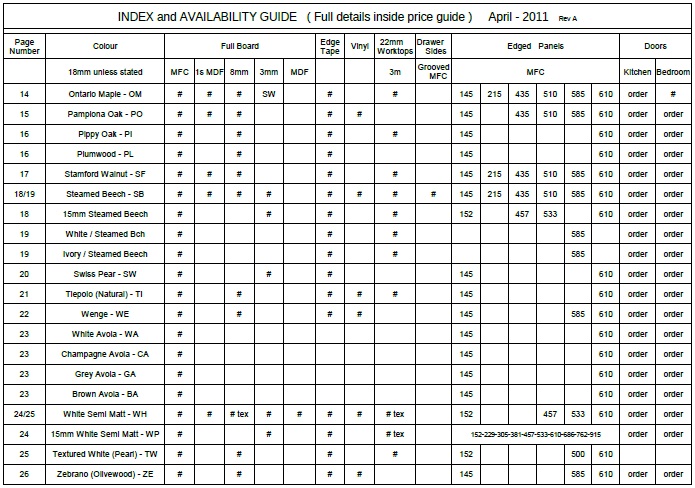 INDEX and AVAILABILITY GUIDE ( Full details inside price guide ) April - 2011 Rev A
Page Number Colour Full Board Edge Tape Vinyl 22mm Worktops Drawer Sides Edged Panels Doors
18mm unless stated MFC 1s MDF 8mm 3mm MDF 3m Grooved MFC MFC Kitchen Bedroom
14 Ontario Maple - OM # # # SW # # 145 215 435 510 585 610 order #
15 Pamplona Oak - PO # # # # # 145 435 510 585 610 order order
16 Pippy Oak - PI # # # # 145 610 order order
16 Plumwood - PL # # # 145 610 order order
17 Stamford Walnut - SF # # # # # 145 215 435 510 585 610 order order
18/19 Steamed Beech - SB # # # # # # # # 145 215 435 510 585 610 order order
18 15mm Steamed Beech # # # # 152 457 533 610 order order
19 White / Steamed Bch # # # 585 order order
19 Ivory / Steamed Beech # # # 585 order order
20 Swiss Pear - SW # # # 145 610 order order
21 Tiepolo (Natural) - TI # # # # # 145 610 order order
22 Wenge - WE # # # # 145 585 610 order order
23 White Avola - WA # 145 610 order order
23 Champagne Avola - CA # 145 610 order order
23 Grey Avola - GA # 145 610 order order
23 Brown Avola - BA # 145 610 order order
24/25 White Semi Matt - WH # # # tex # # # # # tex 152 457 533 610 order order
24 15mm White Semi Matt - WP # # # # tex 152-229-305-381-457-533-610-686-762-915 order order
25 Textured White (Pearl) - TW # # # # 152 500 610
26 Zebrano (Olivewood) - ZE # # # # 145 585 610 order order